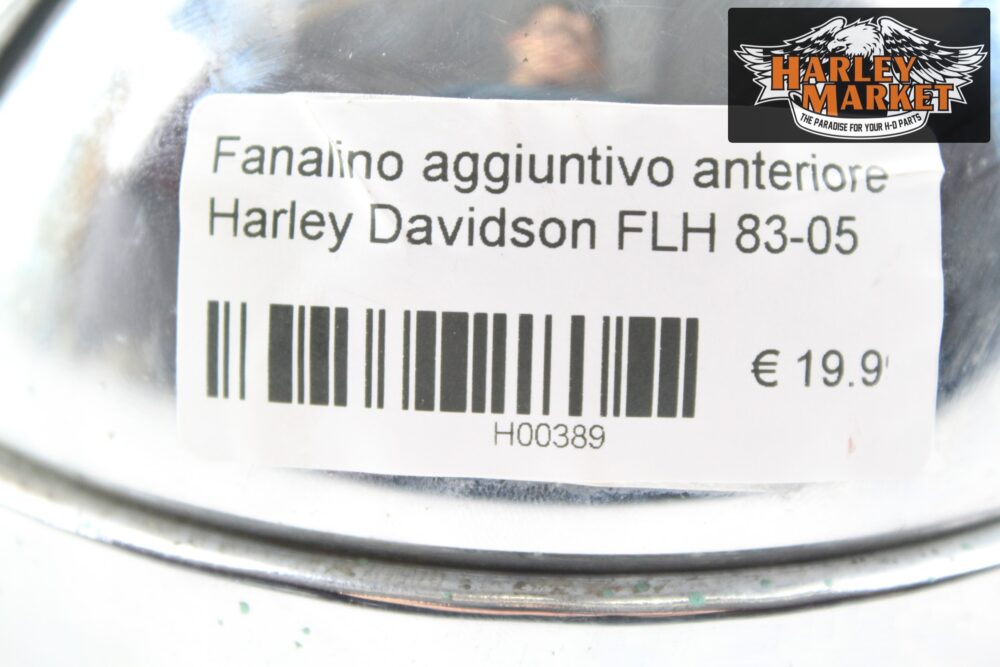 HARLEY
MARKET
THE PARADISE FOR YOUR H-D PARTS
Fanalino aggiuntivo anteriore
Harley Davidson FLH 83-05
€ 19.9
H00389